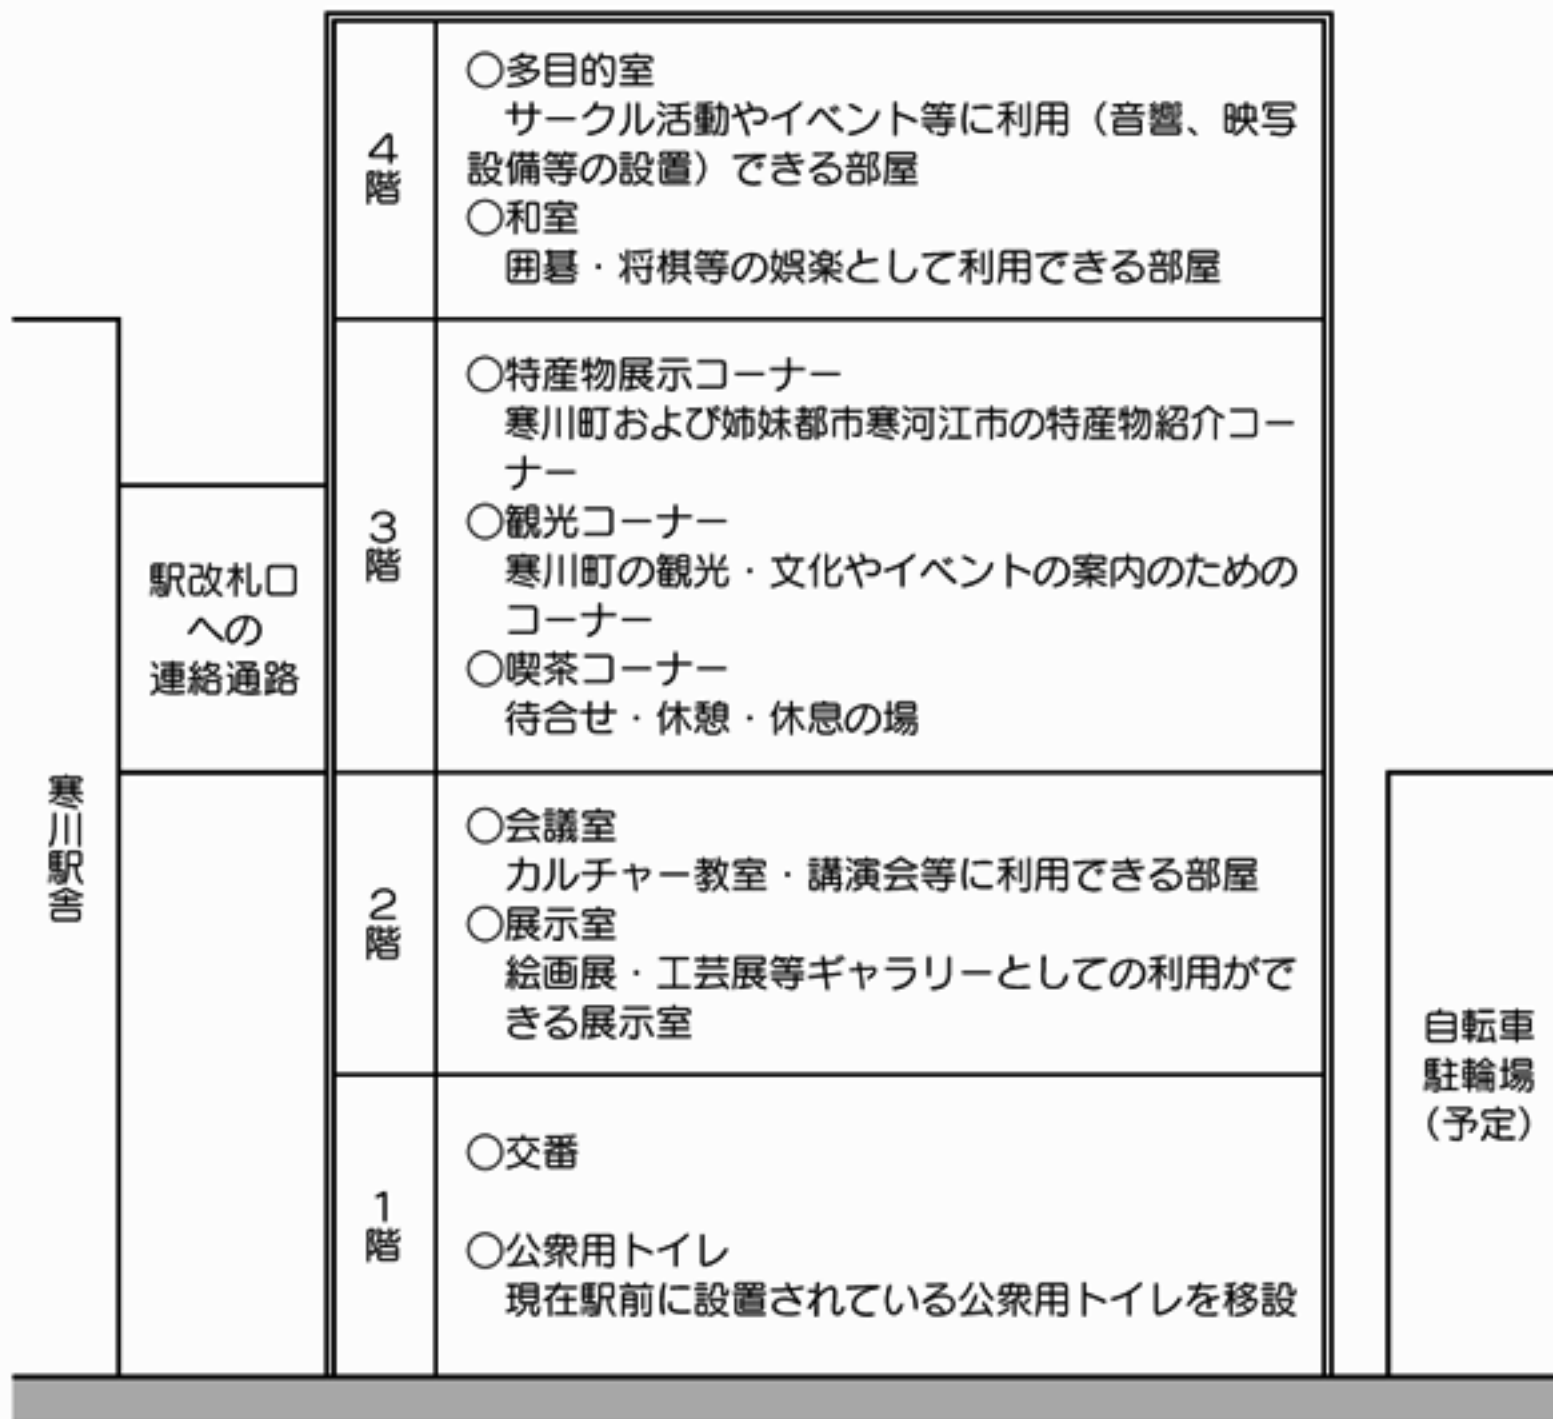 4階
○多目的室
サークル活動やイベント等に利用（音響、映写
設備等の設置）できる部屋
○和室
囲碁・将棋等の娯楽として利用できる部屋
3階
○特産物展示コーナー
寒川町および姉妹都市寒河江市の特産物紹介コー
ナー
○観光コーナー
寒川町の観光・文化やイベントの案内のための
コーナー
○喫茶コーナー
待合せ・休憩・休息の場
駅改札口
への
連絡通路
寒川駅舎
2階
○会議室
カルチャー教室・講演会等に利用できる部屋
○展示室
絵画展・工芸展等ギャラリーとしての利用がで
きる展示室
1階
○交番
○公衆用トイレ
現在駅前に設置されている公衆用トイレを移設
自転車
駐輪場
（予定）